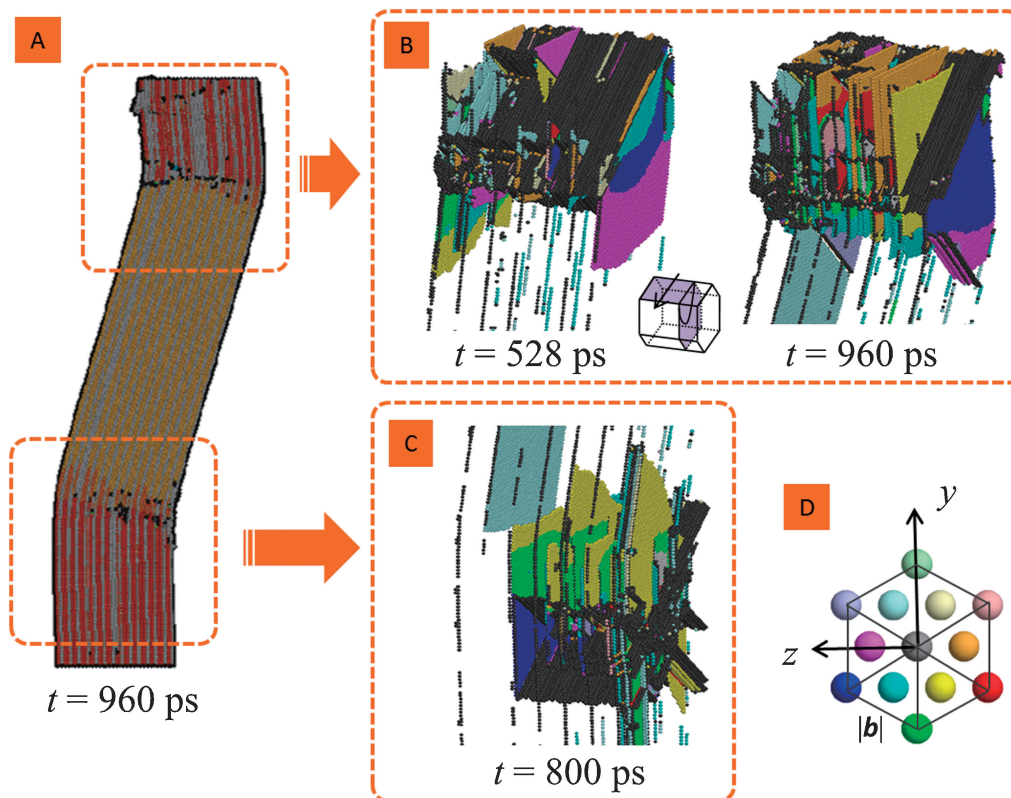 A
B
t = 528 ps
t = 960 ps
t = 960 ps
C
t = 800 ps
D
y
z
|b|